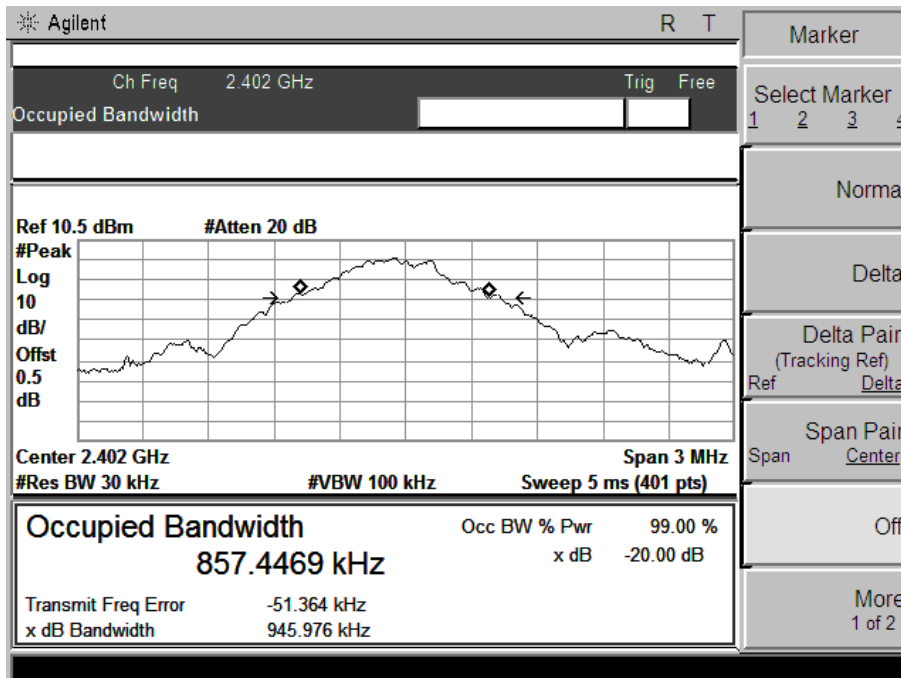 Agilent R T
Ch Freq 2.402 GHz Trig Free
Occupied Bandwidth
Ref 10.5 dBm #Atten 20 dB
#Peak
Log
10
dB/
Offst
0.5
dB
Center 2.402 GHz Span 3 MHz
#Res BW 30 kHz #VBW 100 kHz Sweep 5 ms (401 pts)
Occupied Bandwidth
857.4469 kHz
Occ BW % Pwr 99.00 %
x dB -20.00 dB
Transmit Freq Error -51.364 kHz
x dB Bandwidth 945.976 kHz
Marker
Select Marker
1 2 3 4
Norma
Delta
Delta Pair
(Tracking Ref)
Ref Delta
Span Pair
Span Center
Off
More
1 of 2